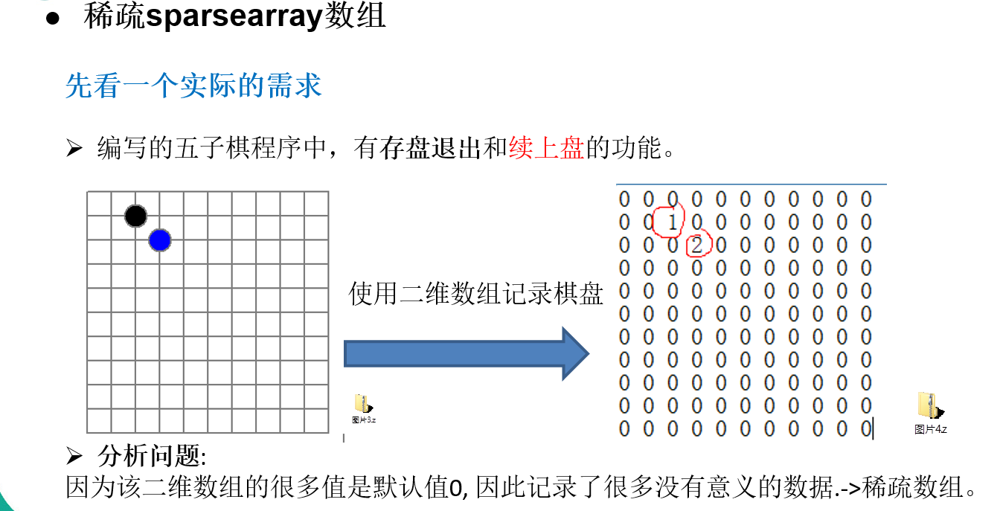 ● 稀疏sparsearray数组
先看一个实际的需求
➢ 编写的五子棋程序中，有存盘退出和续上盘的功能。
0 0 0 0 0 0 0 0 0 0 0
0 0 1 0 0 0 0 0 0 0 0
0 0 0 2 0 0 0 0 0 0 0
0 0 0 0 0 0 0 0 0 0 0
0 0 0 0 0 0 0 0 0 0 0
0 0 0 0 0 0 0 0 0 0 0
0 0 0 0 0 0 0 0 0 0 0
0 0 0 0 0 0 0 0 0 0 0
0 0 0 0 0 0 0 0 0 0 0
0 0 0 0 0 0 0 0 0 0 0
0 0 0 0 0 0 0 0 0 0 0
使用二维数组记录棋盘
图片3.z
图片4.z
➢ 分析问题:
因为该二维数组的很多值是默认值0, 因此记录了很多没有意义的数据.->稀疏数组。